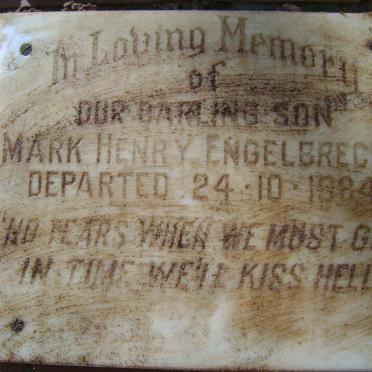 In Loving Memory
of
OUR DARLING SON
MARK HENRY ENGELBREC
DEPARTED 24·10·1984
"NO TEARS WHEN WE MUST G
IN TIME WE'LL KISS HELL